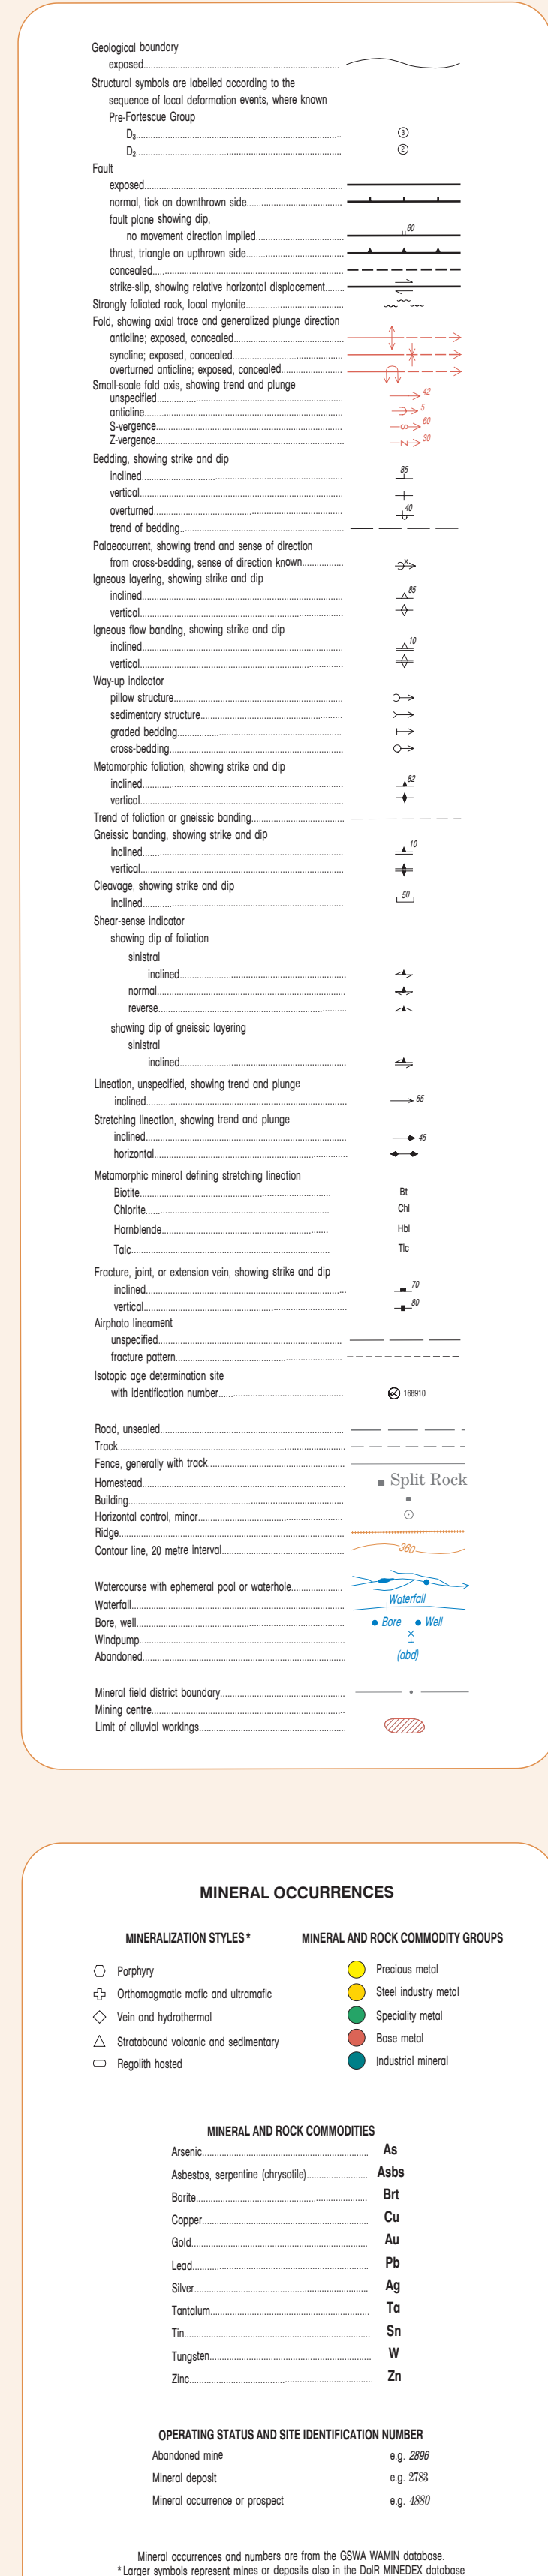 Geological boundary
exposed
Structural symbols are labelled according to the
sequence of local deformation events, where known
Pre-Fortescue Group
D₃ 3
D₂ 2
Fault
exposed
normal, tick on downthrown side
fault plane showing dip,
no movement direction implied 60
thrust, triangle on upthrown side
concealed
strike-slip, showing relative horizontal displacement
Strongly foliated rock, local mylonite
Fold, showing axial trace and generalized plunge direction
anticline; exposed, concealed
syncline; exposed, concealed
overturned anticline; exposed, concealed
Small-scale fold axis, showing trend and plunge
unspecified 42
anticline 5
S-vergence S 60
Z-vergence Z 30
Bedding, showing strike and dip
inclined 85
vertical
overturned 40
trend of bedding
Palaeocurrent, showing trend and sense of direction
from cross-bedding, sense of direction known x
Igneous layering, showing strike and dip
inclined 85
vertical
Igneous flow banding, showing strike and dip
inclined 10
vertical
Way-up indicator
pillow structure
sedimentary structure
graded bedding
cross-bedding
Metamorphic foliation, showing strike and dip
inclined 82
vertical
Trend of foliation or gneissic banding
Gneissic banding, showing strike and dip
inclined 10
vertical
Cleavage, showing strike and dip
inclined 50
Shear-sense indicator
showing dip of foliation
sinistral
inclined
normal
reverse
showing dip of gneissic layering
sinistral
inclined
Lineation, unspecified, showing trend and plunge
inclined 55
Stretching lineation, showing trend and plunge
inclined 45
horizontal
Metamorphic mineral defining stretching lineation
Biotite Bt
Chlorite Chl
Hornblende Hbl
Talc Tlc
Fracture, joint, or extension vein, showing strike and dip
inclined 70
vertical 80
Airphoto lineament
unspecified
fracture pattern
Isotopic age determination site
with identification number 168910
Road, unsealed
Track
Fence, generally with track
Homestead Split Rock
Building
Horizontal control, minor
Ridge
Contour line, 20 metre interval 360
Watercourse with ephemeral pool or waterhole
Waterfall Waterfall
Bore, well Bore Well
Windpump
Abandoned (abd)
Mineral field district boundary
Mining centre
Limit of alluvial workings
MINERAL OCCURRENCES
MINERALIZATION STYLES* MINERAL AND ROCK COMMODITY GROUPS
Porphyry Precious metal
Orthomagmatic mafic and ultramafic Steel industry metal
Vein and hydrothermal Speciality metal
Stratabound volcanic and sedimentary Base metal
Regolith hosted Industrial mineral
MINERAL AND ROCK COMMODITIES
Arsenic As
Asbestos, serpentine (chrysotile) Asbs
Barite Brt
Copper Cu
Gold Au
Lead Pb
Silver Ag
Tantalum Ta
Tin Sn
Tungsten W
Zinc Zn
OPERATING STATUS AND SITE IDENTIFICATION NUMBER
Abandoned mine e.g. 2896
Mineral deposit e.g. 2783
Mineral occurrence or prospect e.g. 4880
Mineral occurrences and numbers are from the GSWA WAMIN database.
* Larger symbols represent mines or deposits also in the DoIR MINEDEX database